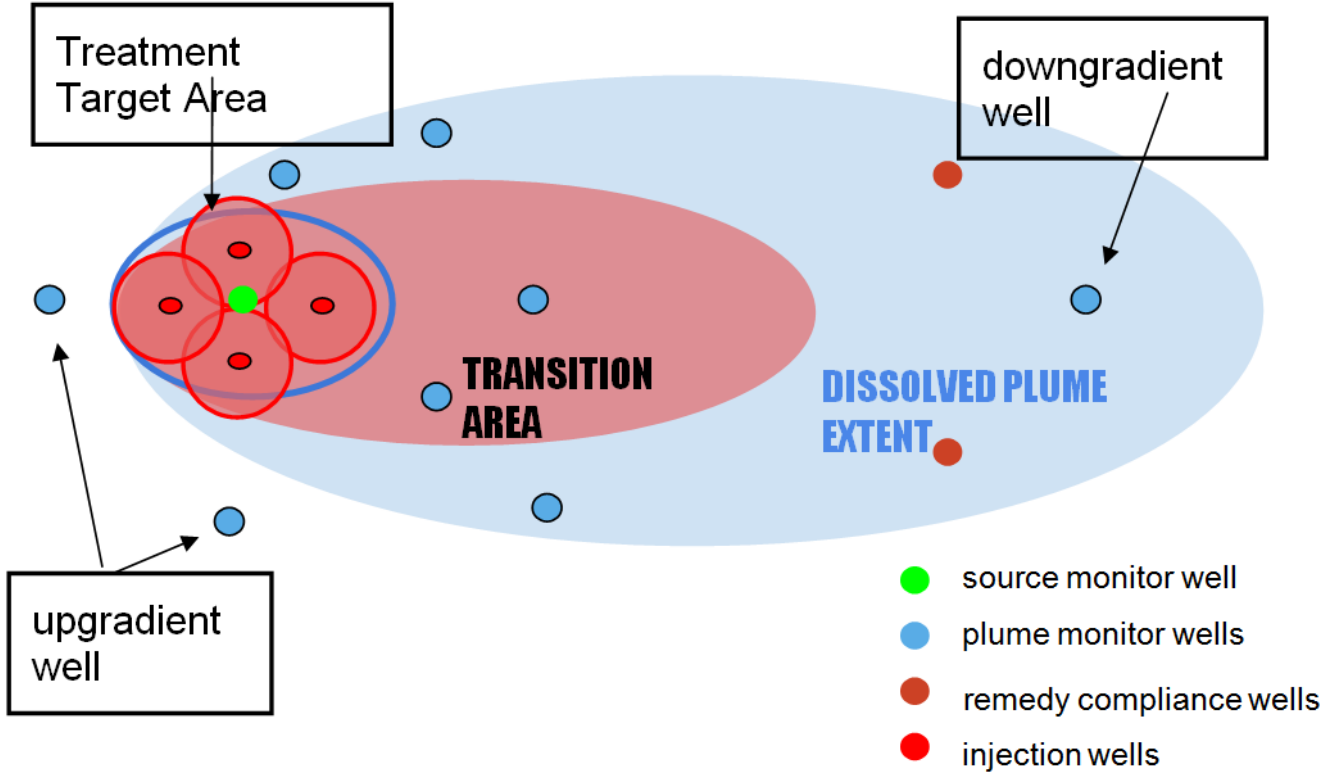 Treatment
Target Area
downgradient
well
TRANSITION
AREA
DISSOLVED PLUME
EXTENT
upgradient
well
source monitor well
plume monitor wells
remedy compliance wells
injection wells